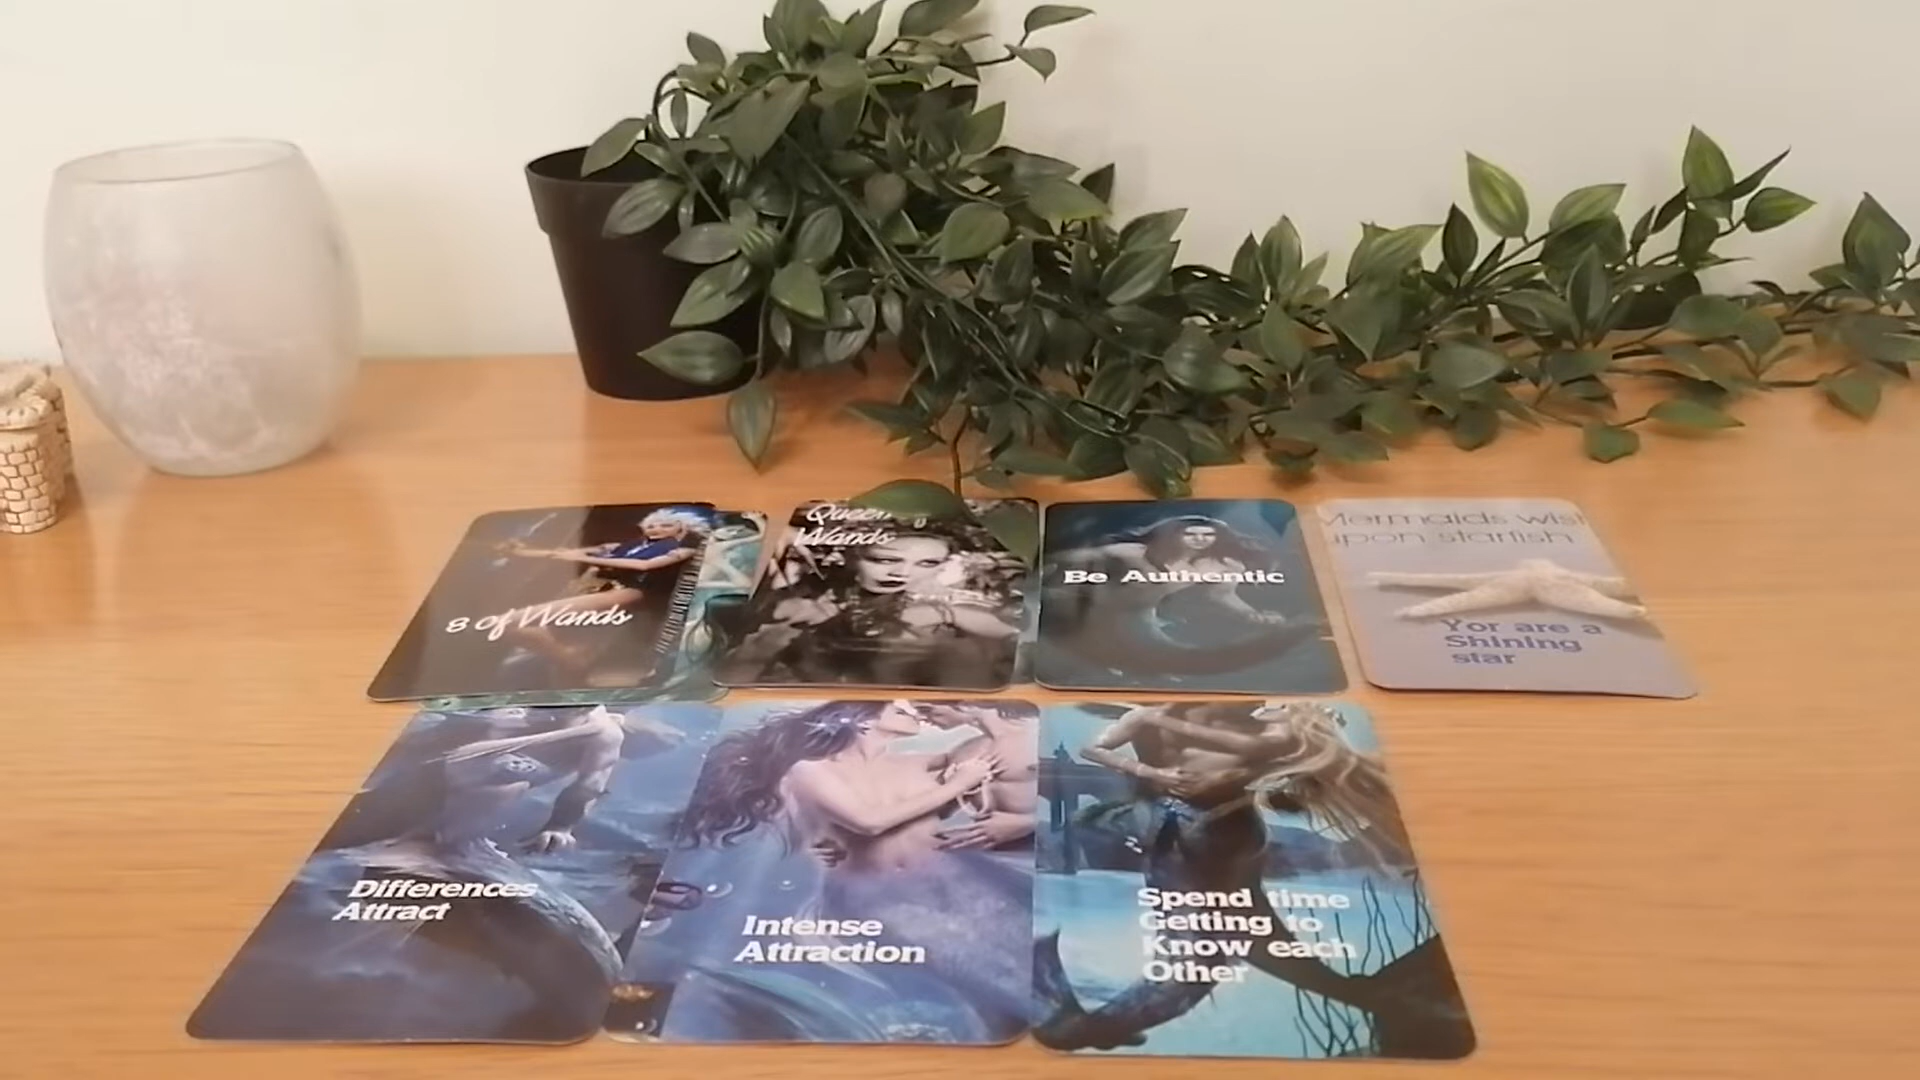 8 of Wands
Queen
Wands
Be Authentic
Mermaids wish
upon starfish
Yor are a
Shining
star
Differences
Attract
Intense
Attraction
Spend time
Getting to
Know each
Other